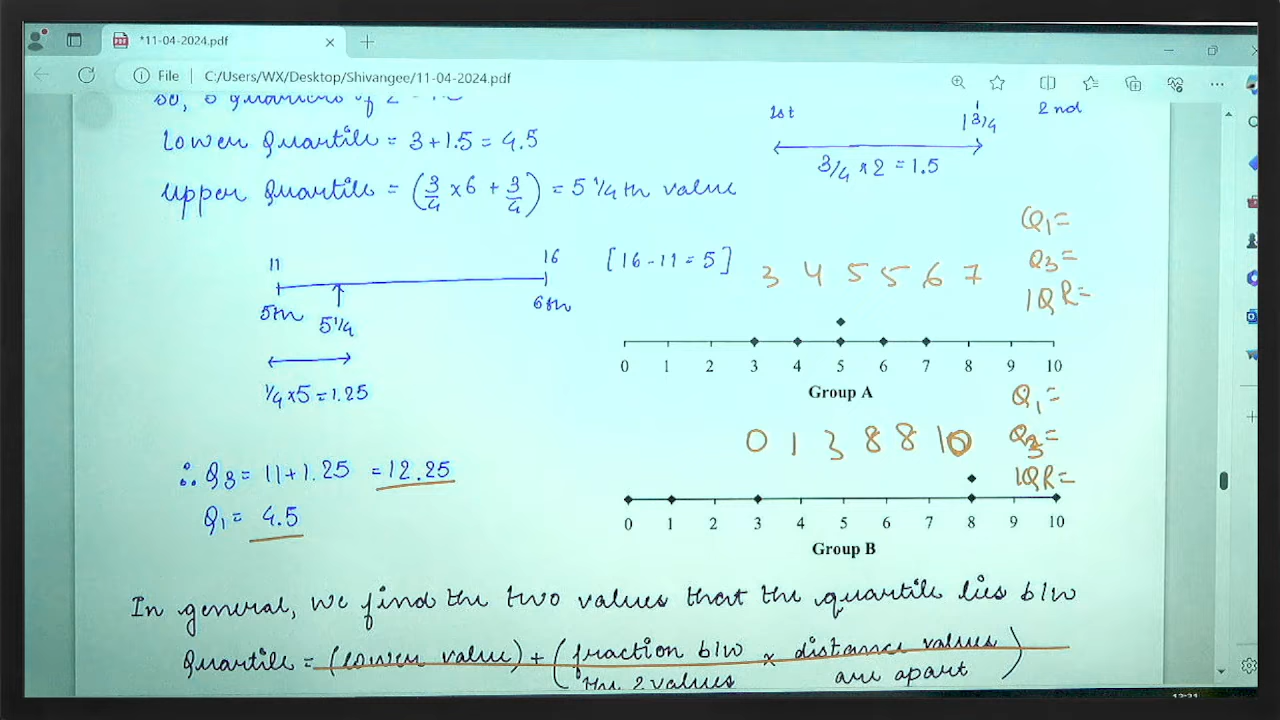 *11-04-2024.pdf
File C:/Users/WX/Desktop/Shivangee/11-04-2024.pdf
1st 1 3/4 2nd
3/4 × 2 = 1.5
Lower Quartile = 3 + 1.5 = 4.5
Upper Quartile = (3/4 × 6 + 3/4) = 5 1/4 th value
11 16 [16 - 11 = 5]
5th 5 1/4 6th
1/4 × 5 = 1.25
3 4 5 5 6 7
Q1 =
Q3 =
IQR =
0 1 2 3 4 5 6 7 8 9 10
Group A
0 1 3 8 8 10
Q1 =
Q3 =
IQR =
0 1 2 3 4 5 6 7 8 9 10
Group B
∴ Q3 = 11 + 1.25 = 12.25
Q1 = 4.5
In general, we find the two values that the quartile lies b/w
Quartile = (lower value) + (fraction b/w the 2 values × distance values are apart)